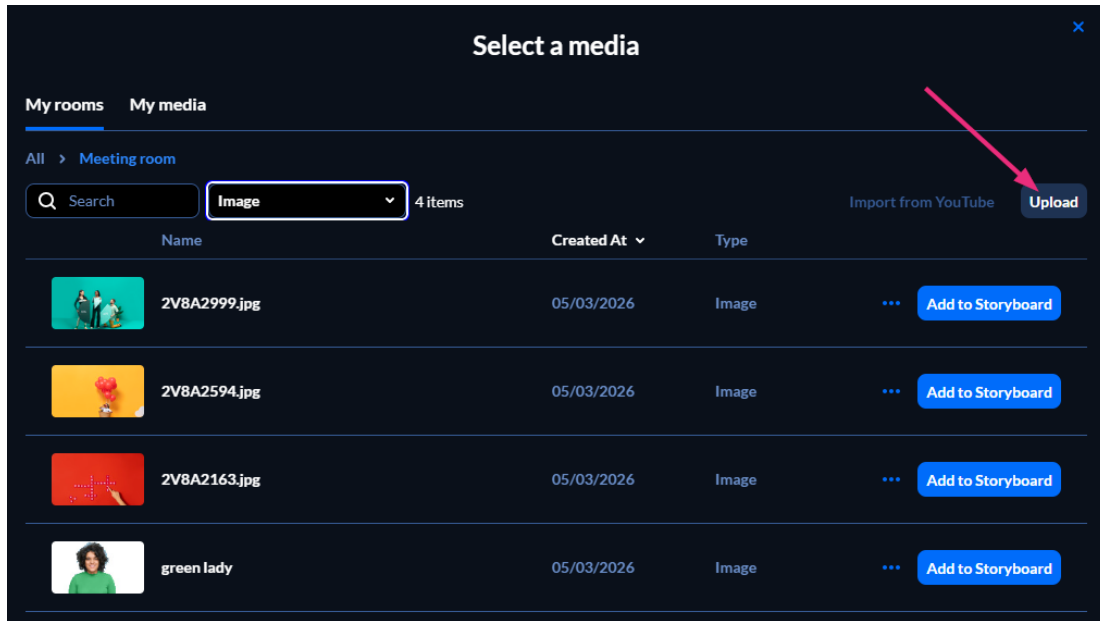 Select a media
My rooms My media
All > Meeting room
Search Image 4 items Import from YouTube Upload
Name Created At Type
2V8A2999.jpg 05/03/2026 Image ••• Add to Storyboard
2V8A2594.jpg 05/03/2026 Image ••• Add to Storyboard
2V8A2163.jpg 05/03/2026 Image ••• Add to Storyboard
green lady 05/03/2026 Image ••• Add to Storyboard